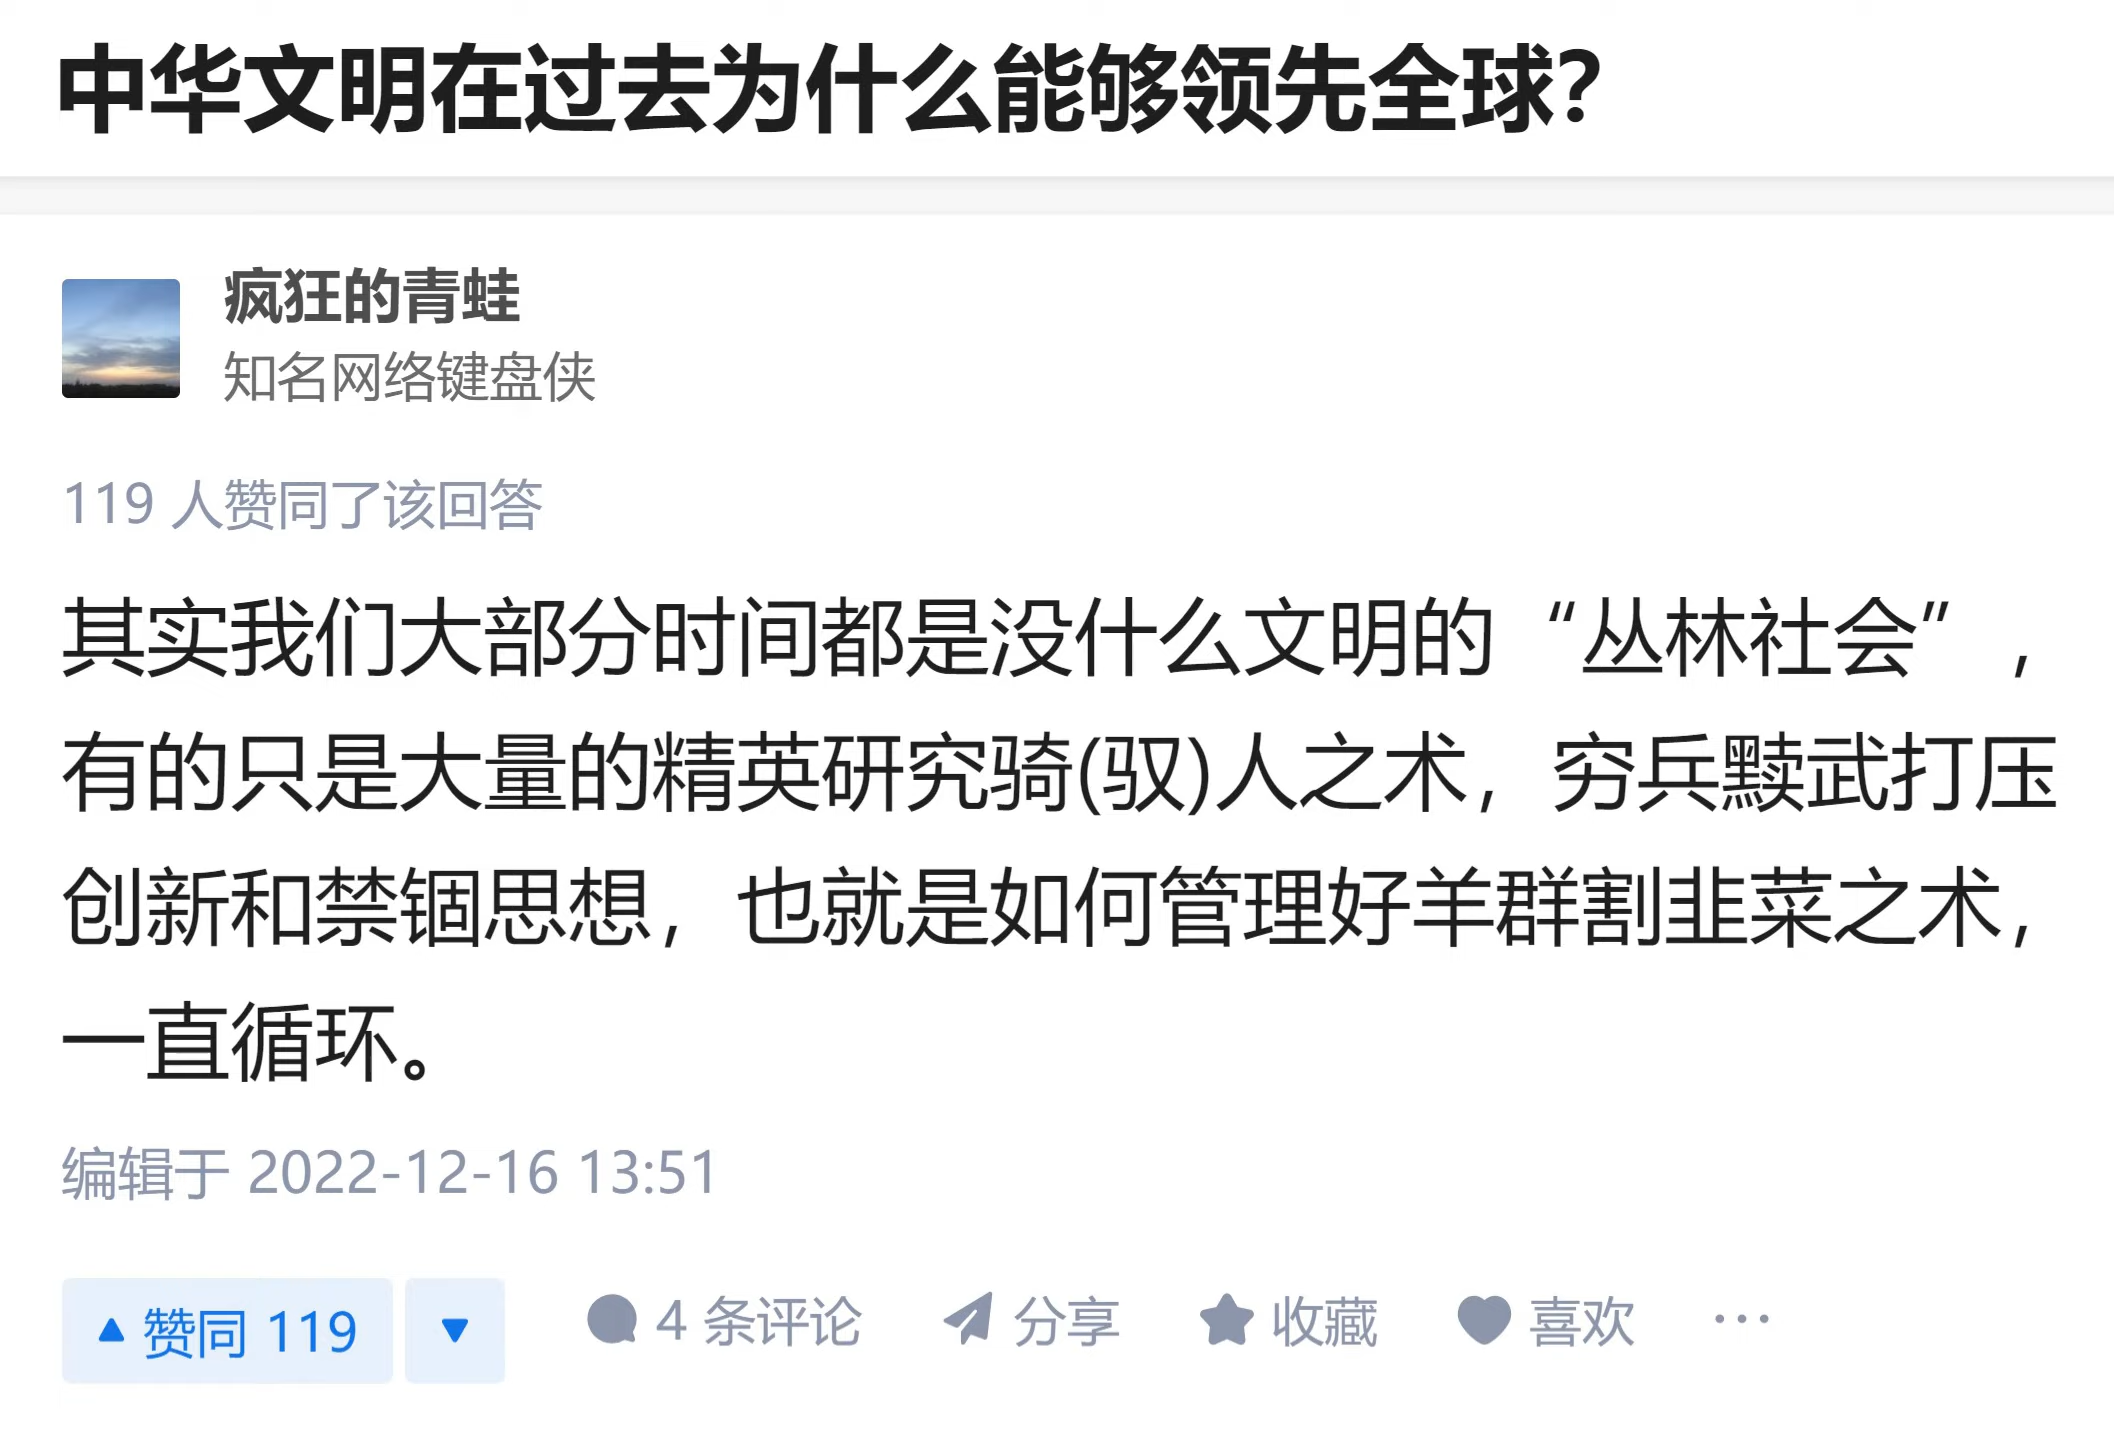 中华文明在过去为什么能够领先全球？
疯狂的青蛙
知名网络键盘侠
119 人赞同了该回答
其实我们大部分时间都是没什么文明的“丛林社会”，
有的只是大量的精英研究骑(驭)人之术，穷兵黩武打压
创新和禁锢思想，也就是如何管理好羊群割韭菜之术，
一直循环。
编辑于 2022-12-16 13:51
赞同 119 4 条评论 分享 收藏 喜欢 ···